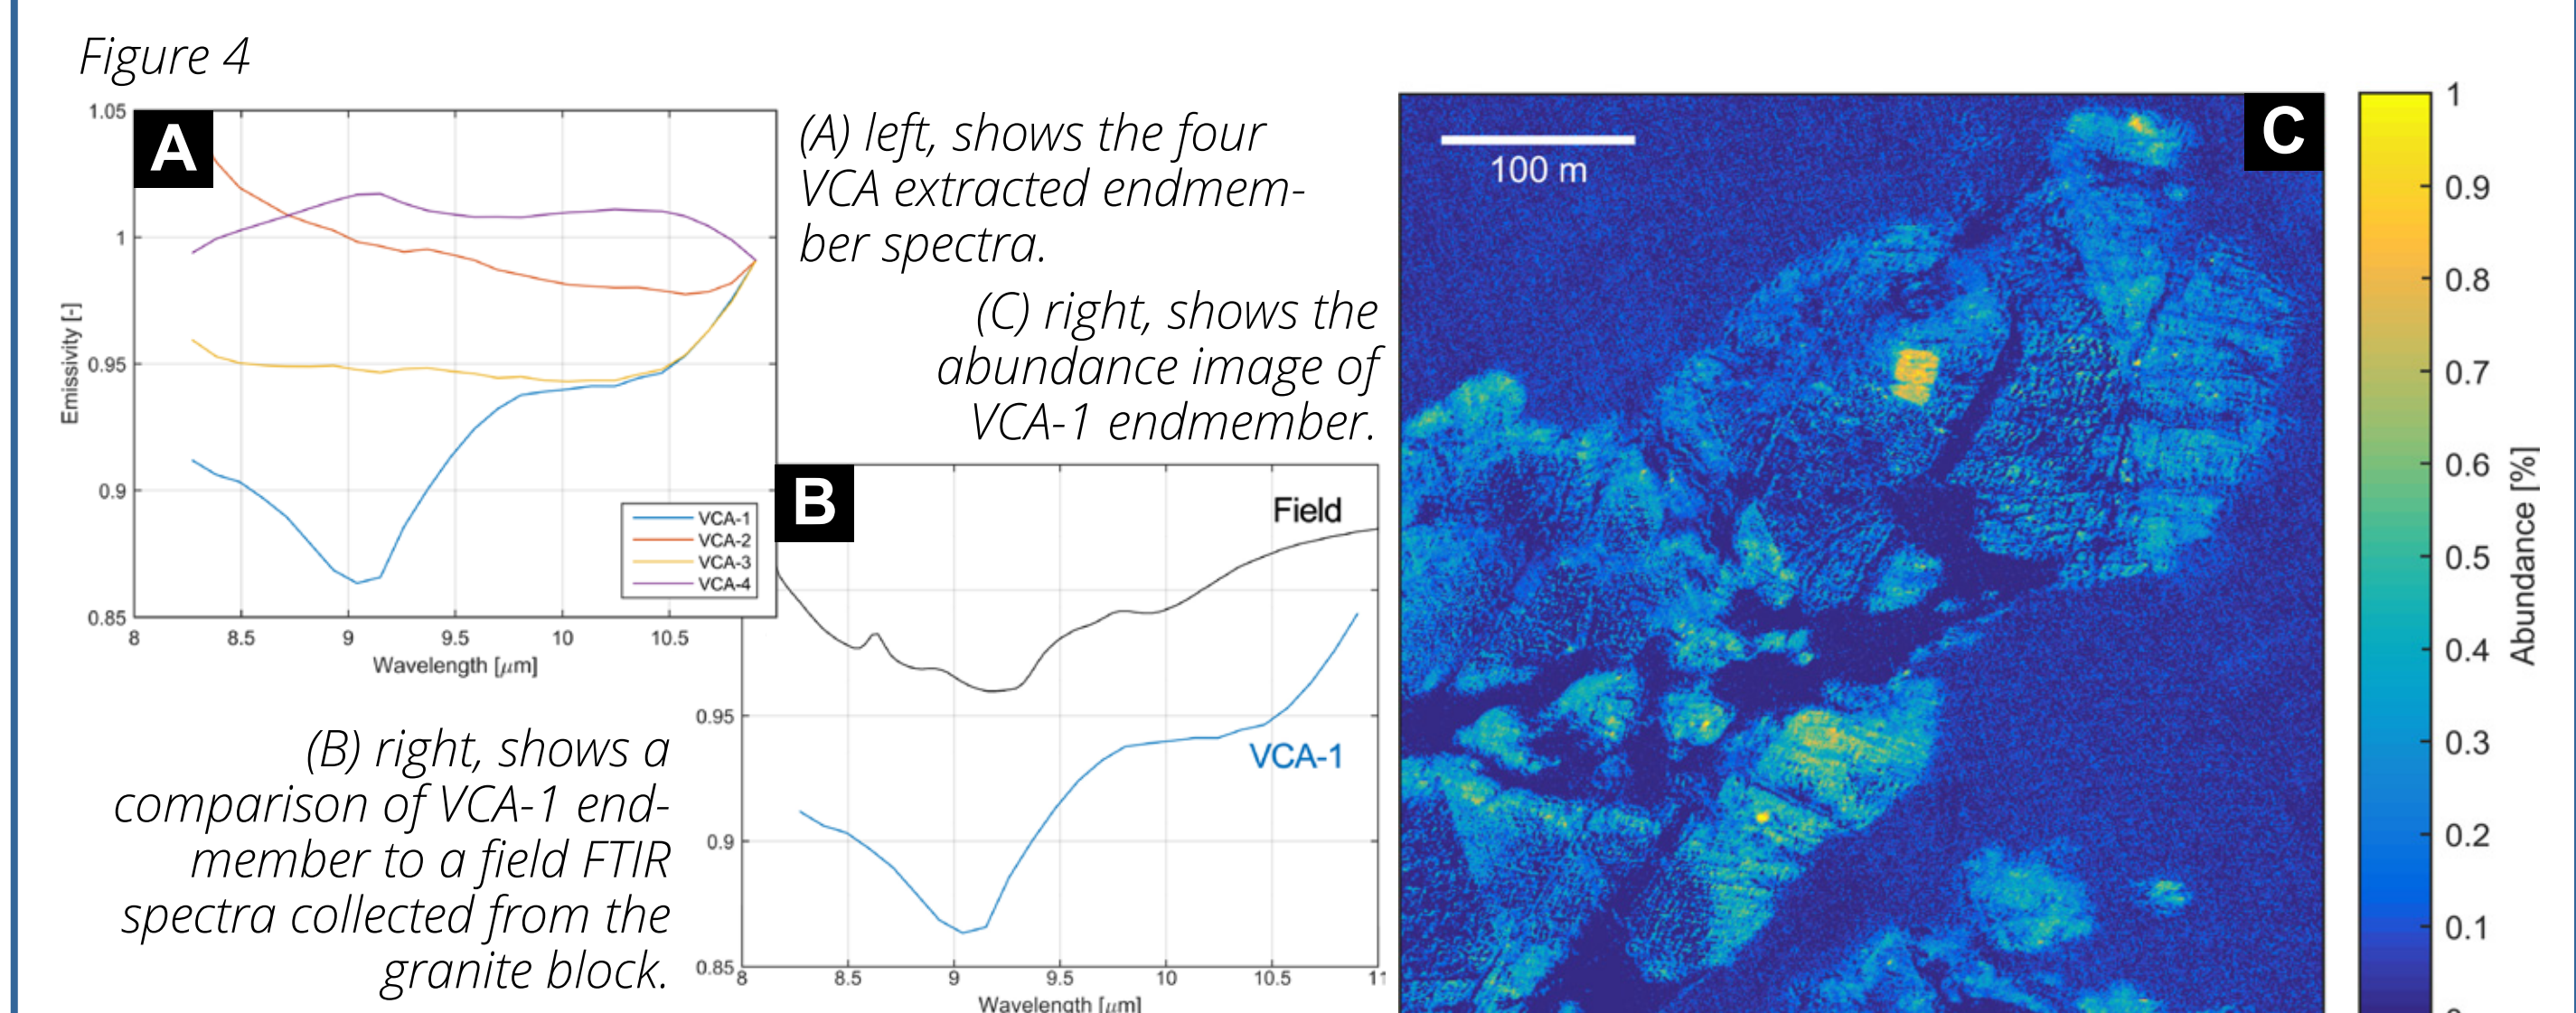 Figure 4
A
1.05
1
0.95
0.9
0.85
8
8.5
9
9.5
10
10.5
Emissivity [-]
Wavelength [μm]
VCA-1
VCA-2
VCA-3
VCA-4
(A) left, shows the four
VCA extracted endmem-
ber spectra.
(C) right, shows the
abundance image of
VCA-1 endmember.
B
Field
VCA-1
0.95
0.9
0.85
8
8.5
9
9.5
10
10.5
11
Wavelength [μm]
(B) right, shows a
comparison of VCA-1 end-
member to a field FTIR
spectra collected from the
granite block.
C
100 m
1
0.9
0.8
0.7
0.6
0.5
0.4
0.3
0.2
0.1
Abundance [%]